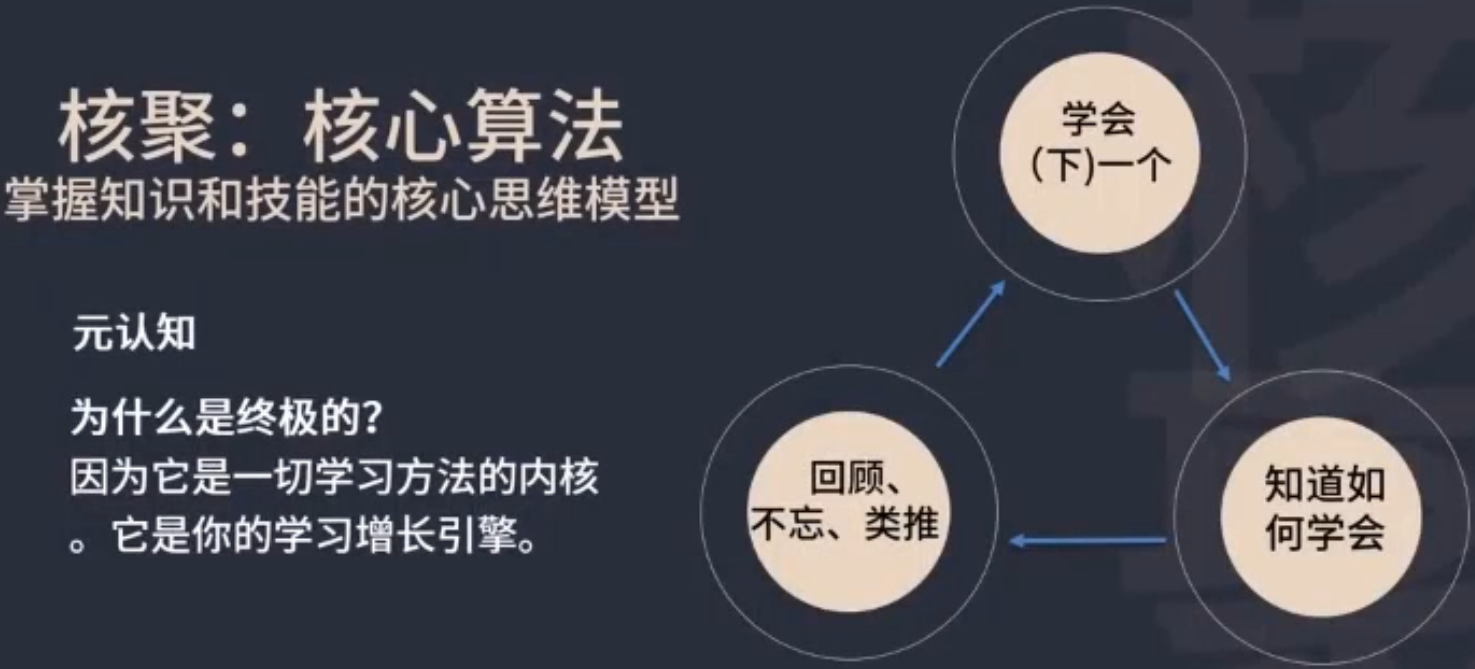 核聚：核心算法
掌握知识和技能的核心思维模型
元认知
为什么是终极的？
因为它是一切学习方法的内核
。它是你的学习增长引擎。
学会
（下)一个
知道如
何学会
回顾、
不忘、类推
核
聚